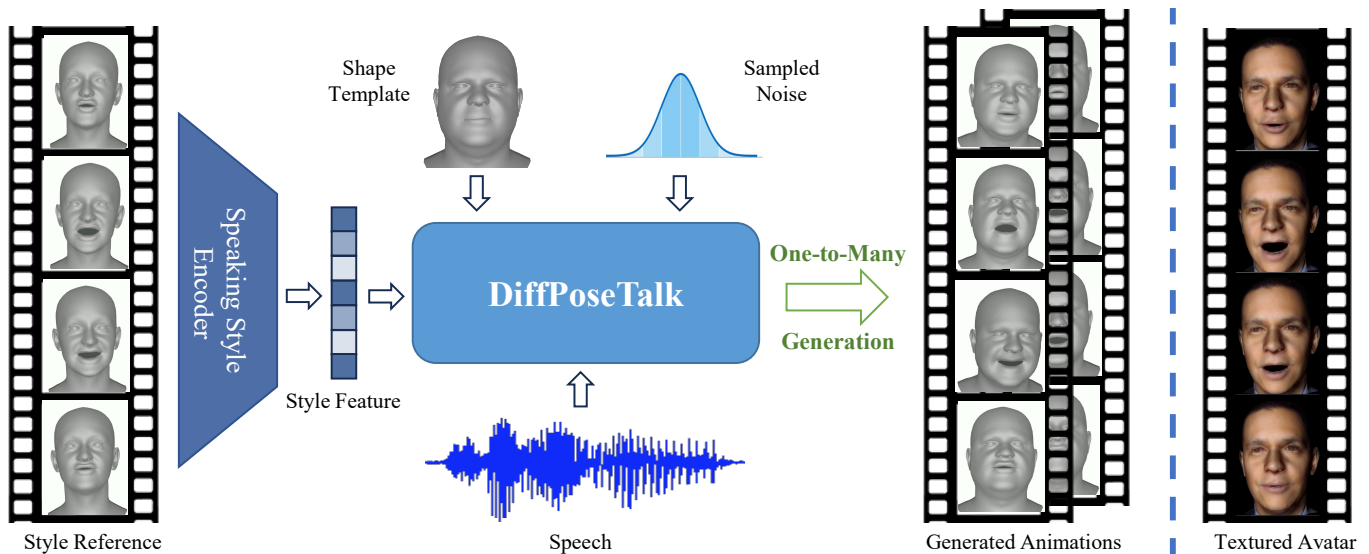 Shape
Template
Sampled
Noise
Speaking Style
Encoder
Style Feature
DiffPoseTalk
One-to-Many
Generation
Style Reference
Speech
Generated Animations
Textured Avatar